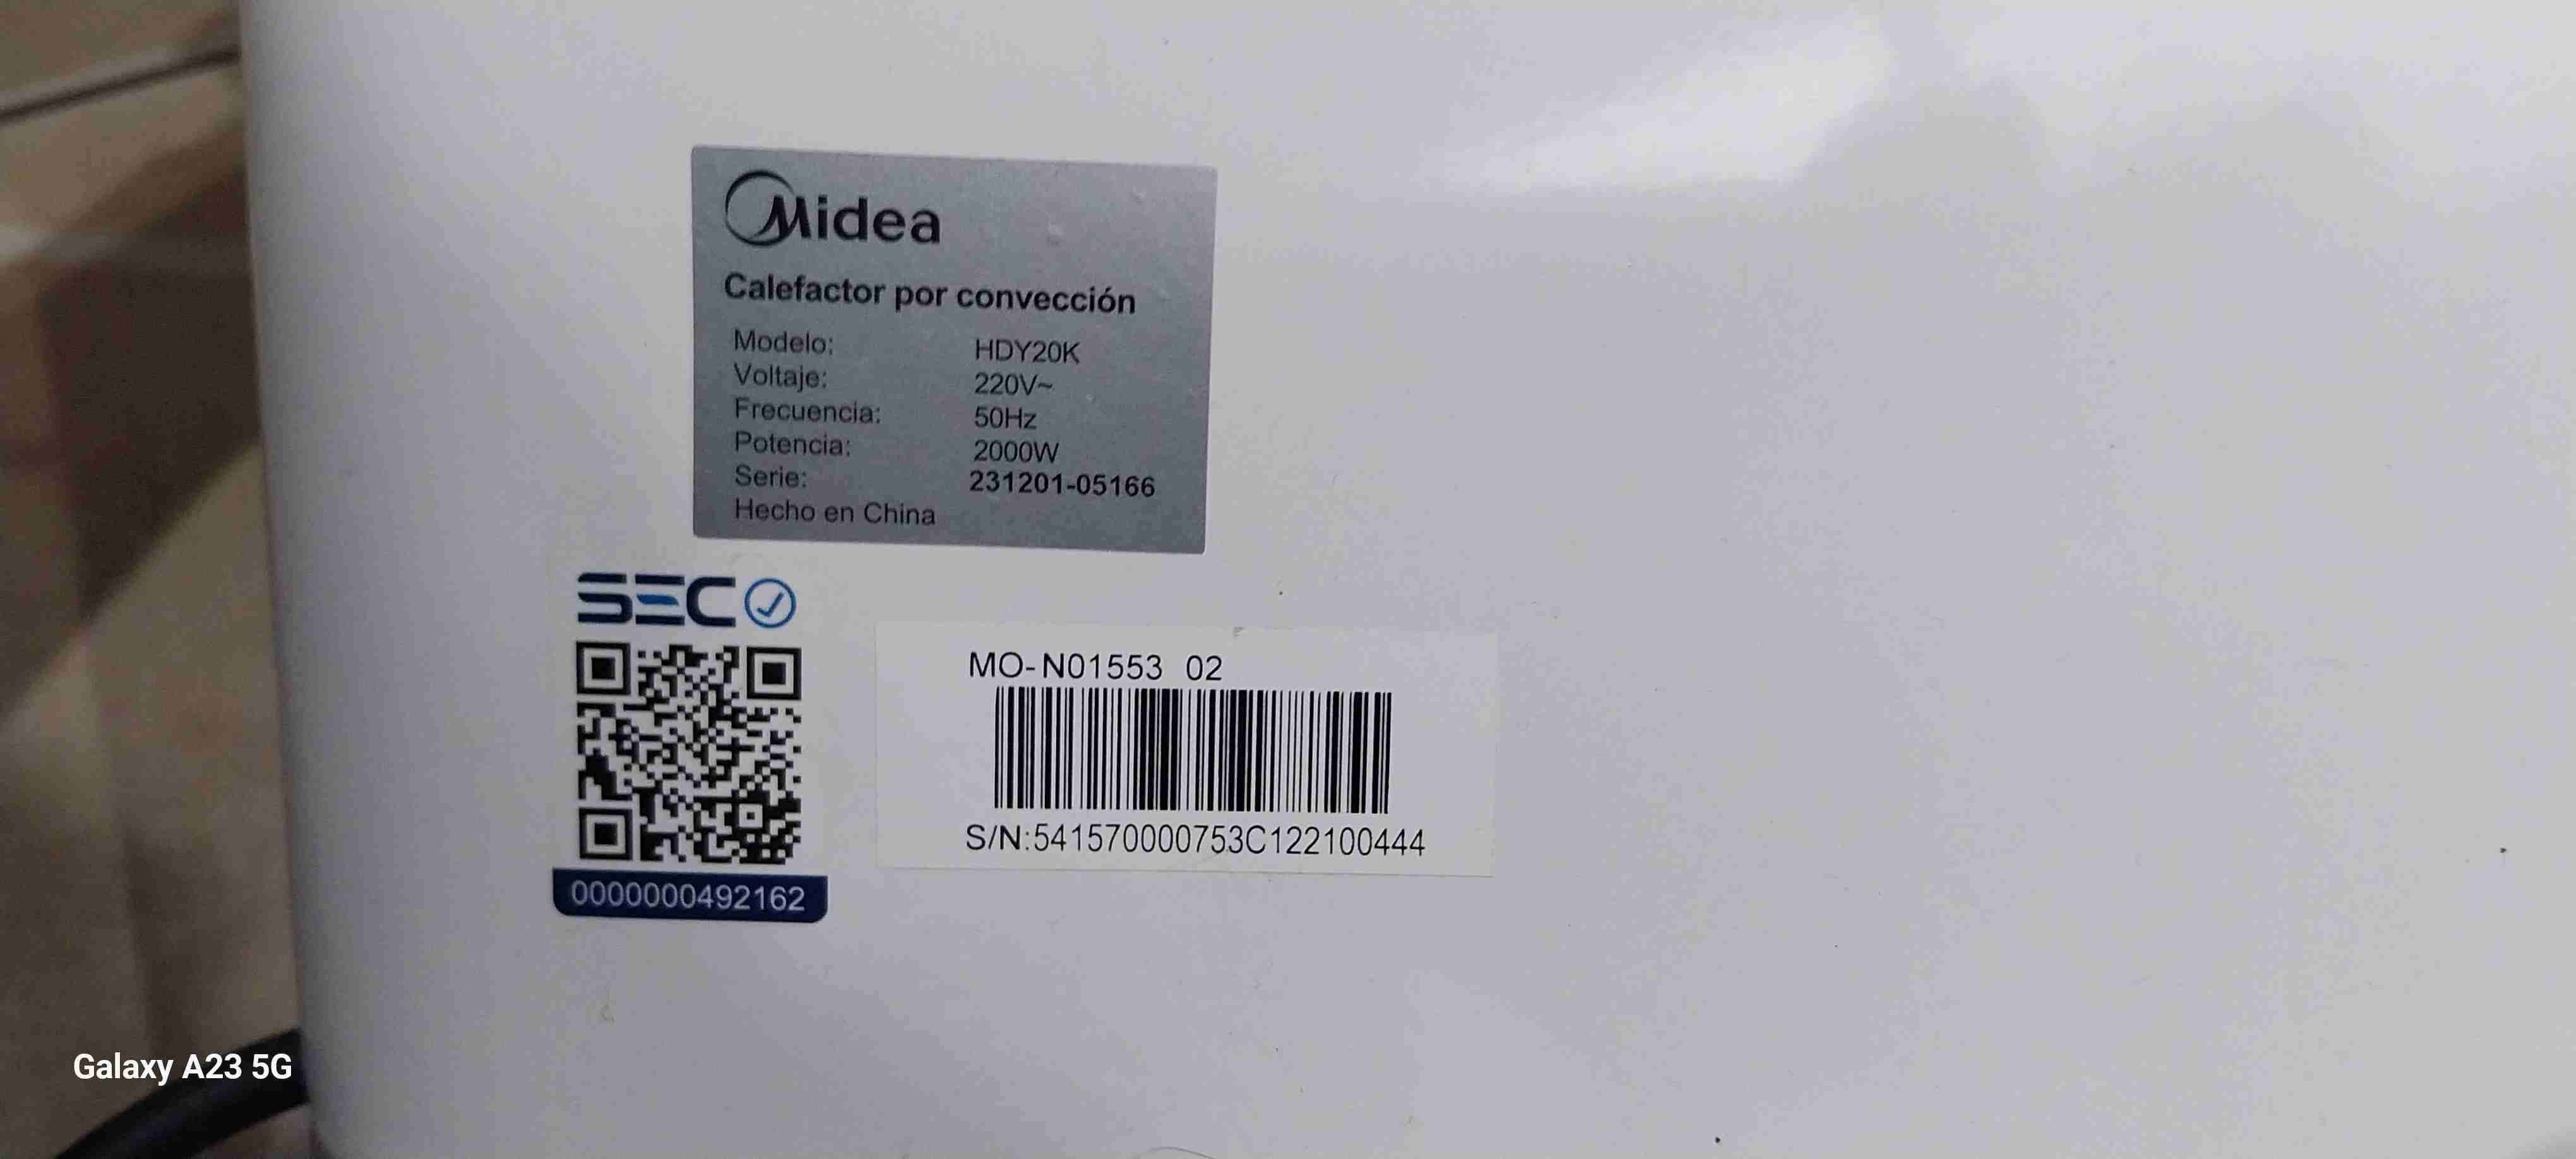 Midea
Calefactor por convección
Modelo: HDY20K
Voltaje: 220V~
Frecuencia: 50Hz
Potencia: 2000W
Serie: 231201-05166
Hecho en China
SEC
0000000492162
MO-N01553 02
S/N:541570000753C122100444
Galaxy A23 5G